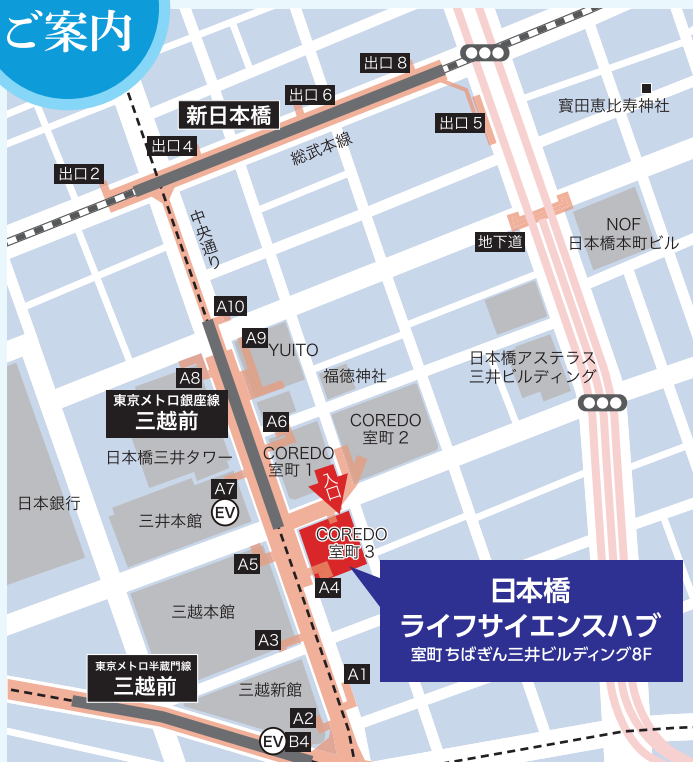 ご案内
出口8
出口6
新日本橋
出口5
寳田恵比寿神社
出口4
総武本線
出口2
中央通り
NOF
日本橋本町ビル
地下道
A10
A9
YUITO
日本橋アステラス
三井ビルディング
A8
福徳神社
東京メトロ銀座線
三越前
A6
COREDO
室町2
日本橋三井タワー
COREDO
室町1
A7
EV
入口
日本銀行
三井本館
COREDO
室町3
A5
A4
日本橋
ライフサイエンスハブ
室町ちばぎん三井ビルディング8F
三越本館
A3
東京メトロ半蔵門線
三越前
A1
三越新館
A2
EV
B4